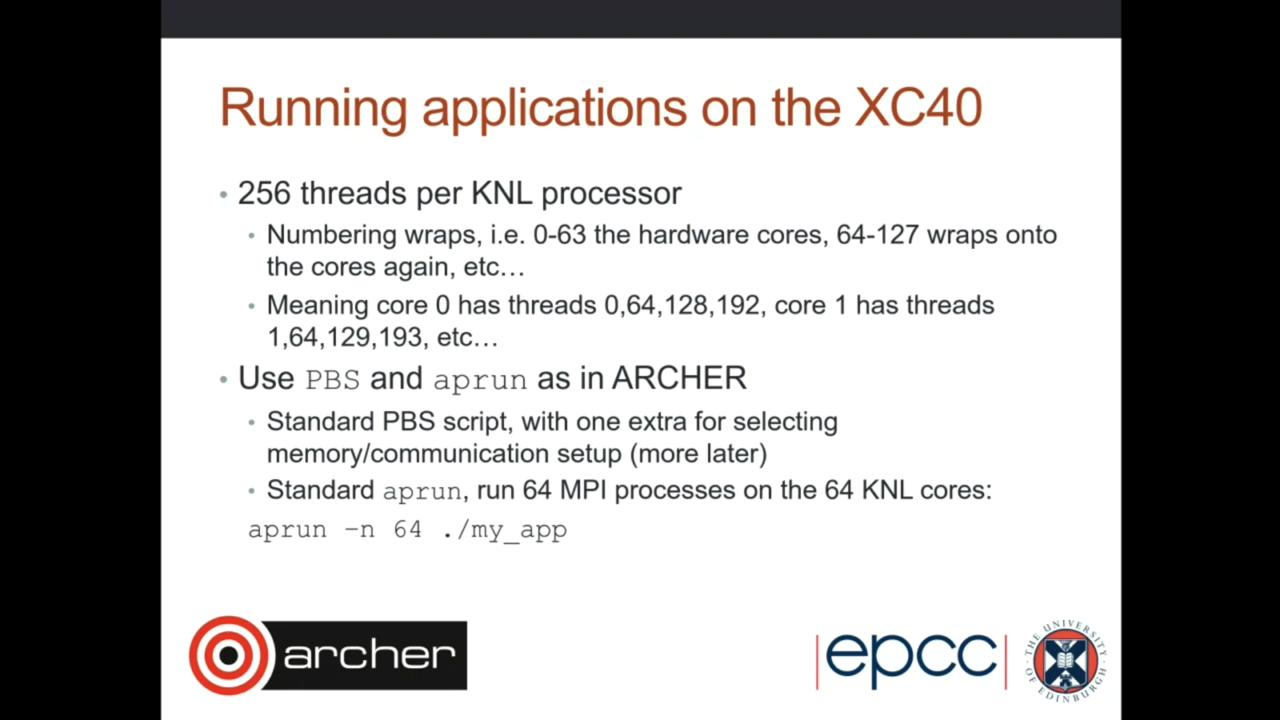 Running applications on the XC40
• 256 threads per KNL processor
• Numbering wraps, i.e. 0-63 the hardware cores, 64-127 wraps onto
the cores again, etc…
• Meaning core 0 has threads 0,64,128,192, core 1 has threads
1,64,129,193, etc…
• Use PBS and aprun as in ARCHER
• Standard PBS script, with one extra for selecting
memory/communication setup (more later)
• Standard aprun, run 64 MPI processes on the 64 KNL cores:
aprun –n 64 ./my_app
archer
epcc
THE UNIVERSITY
OF EDINBURGH